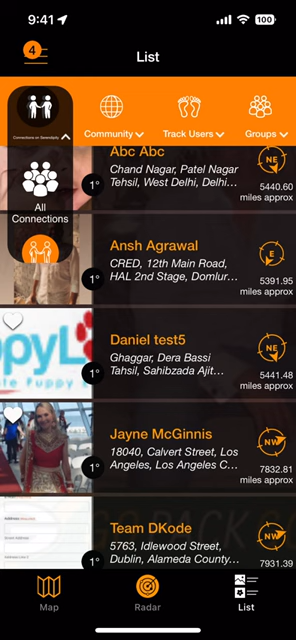 9:41
100
4
List
Connections on Serendipity
Community
Track Users
Groups
All
Connections
Abc Abc
Chand Nagar, Patel Nagar
Tehsil, West Delhi, Delhi...
1°
NE
5440.60
miles approx
Ansh Agrawal
CRED, 12th Main Road,
HAL 2nd Stage, Domlur...
1°
E
5391.95
miles approx
Daniel test5
Ghaggar, Dera Bassi
Tehsil, Sahibzada Ajit...
1°
NE
5441.48
miles approx
Jayne McGinnis
18040, Calvert Street, Los
Angeles, Los Angeles C...
1°
NW
7832.81
miles approx
Team DKode
5763, Idlewood Street,
Dublin, Alameda County...
1°
NW
7931.39
Map
Radar
List